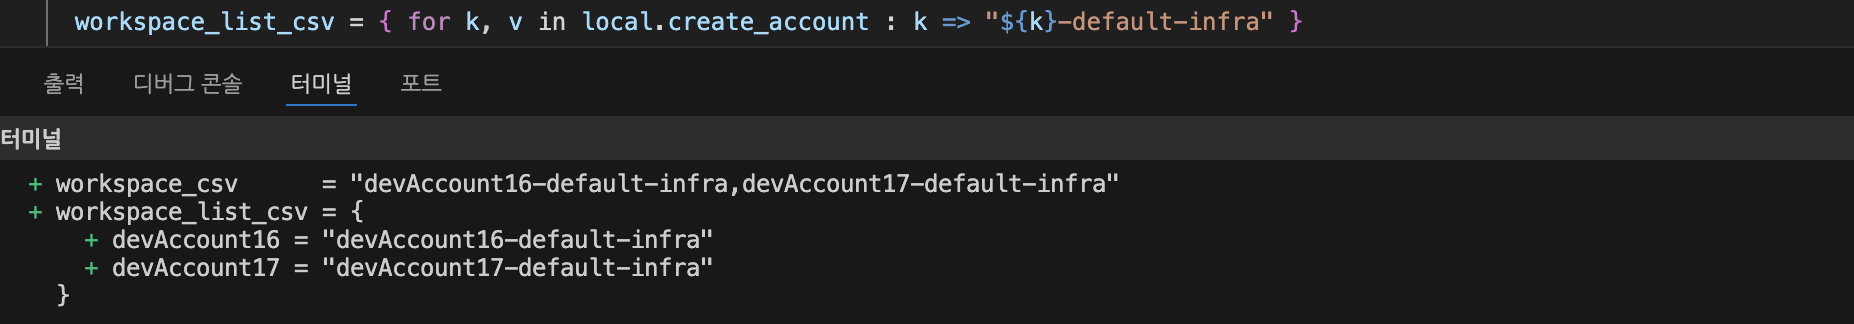 workspace_list_csv = { for k, v in local.create_account : k => "${k}-default-infra" }
출력 디버그 콘솔 터미널 포트
터미널
+ workspace_csv      = "devAccount16-default-infra,devAccount17-default-infra"
+ workspace_list_csv = {
    + devAccount16 = "devAccount16-default-infra"
    + devAccount17 = "devAccount17-default-infra"
  }